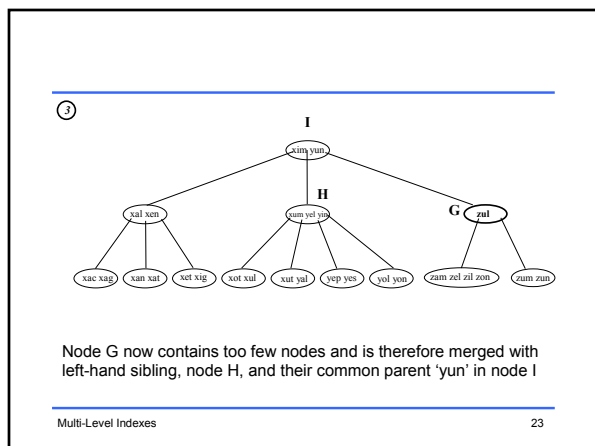 3
I
xim yun
H
xal xen
xum yel yin
G
zul
xac xag
xan xat
xet xig
xot xul
xut yal
yep yes
yol yon
zam zel zil zon
zum zun
Node G now contains too few nodes and is therefore merged with
left-hand sibling, node H, and their common parent ‘yun’ in node I
Multi-Level Indexes
23